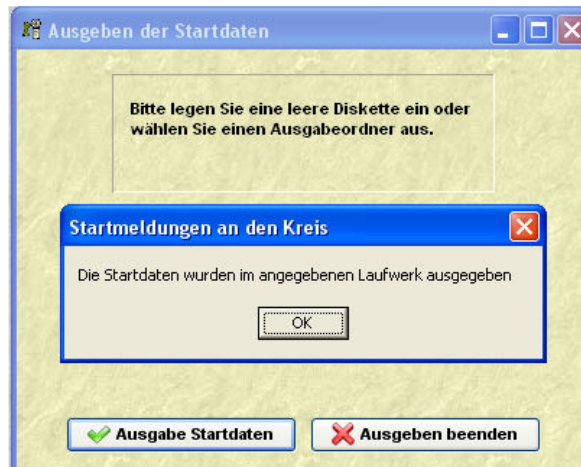 Ausgeben der Startdaten
Bitte legen Sie eine leere Diskette ein oder
wählen Sie einen Ausgabeordner aus.
Startmeldungen an den Kreis
Die Startdaten wurden im angegebenen Laufwerk ausgegeben
OK
Ausgabe Startdaten
Ausgeben beenden